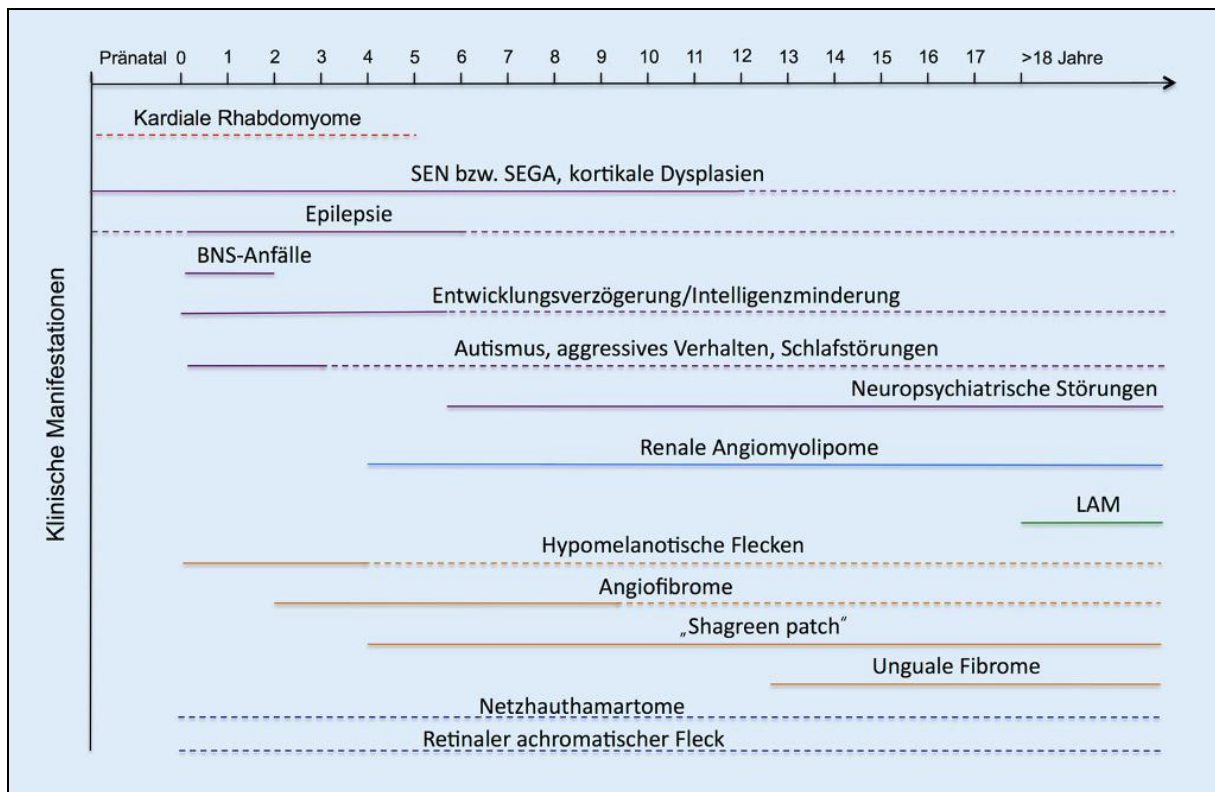 Pränatal 0 1 2 3 4 5 6 7 8 9 10 11 12 13 14 15 16 17 >18 Jahre
Kardiale Rhabdomyome
SEN bzw. SEGA, kortikale Dysplasien
Epilepsie
BNS-Anfälle
Entwicklungsverzögerung/Intelligenzminderung
Autismus, aggressives Verhalten, Schlafstörungen
Neuropsychiatrische Störungen
Renale Angiomyolipome
LAM
Hypomelanotische Flecken
Angiofibrome
„Shagreen patch“
Unguale Fibrome
Netzhauthamartome
Retinaler achromatischer Fleck
Klinische Manifestationen